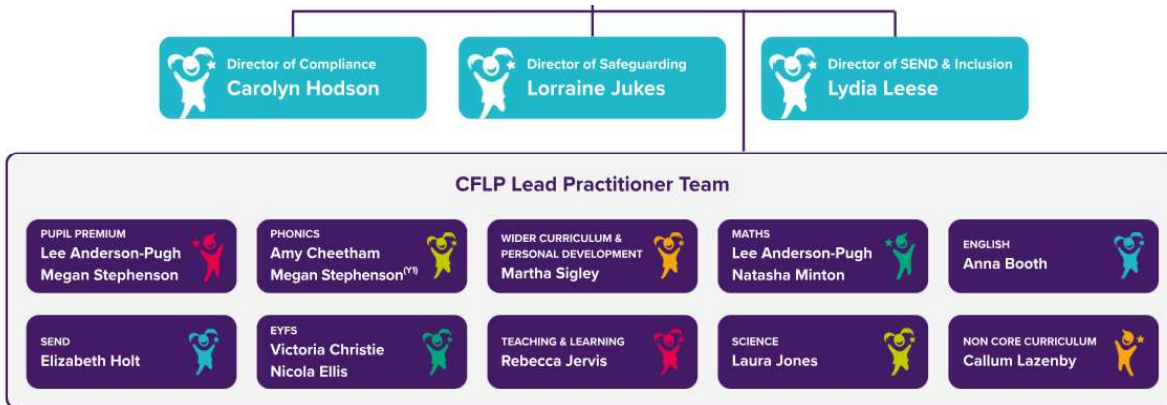 Director of Compliance
Carolyn Hodson
Director of Safeguarding
Lorraine Jukes
Director of SEND & Inclusion
Lydia Leese
CFLP Lead Practitioner Team
PUPIL PREMIUM
Lee Anderson-Pugh
Megan Stephenson
PHONICS
Amy Cheetham
Megan Stephenson(Y1)
WIDER CURRICULUM &
PERSONAL DEVELOPMENT
Martha Sigley
MATHS
Lee Anderson-Pugh
Natasha Minton
ENGLISH
Anna Booth
SEND
Elizabeth Holt
EYFS
Victoria Christie
Nicola Ellis
TEACHING & LEARNING
Rebecca Jervis
SCIENCE
Laura Jones
NON CORE CURRICULUM
Callum Lazenby